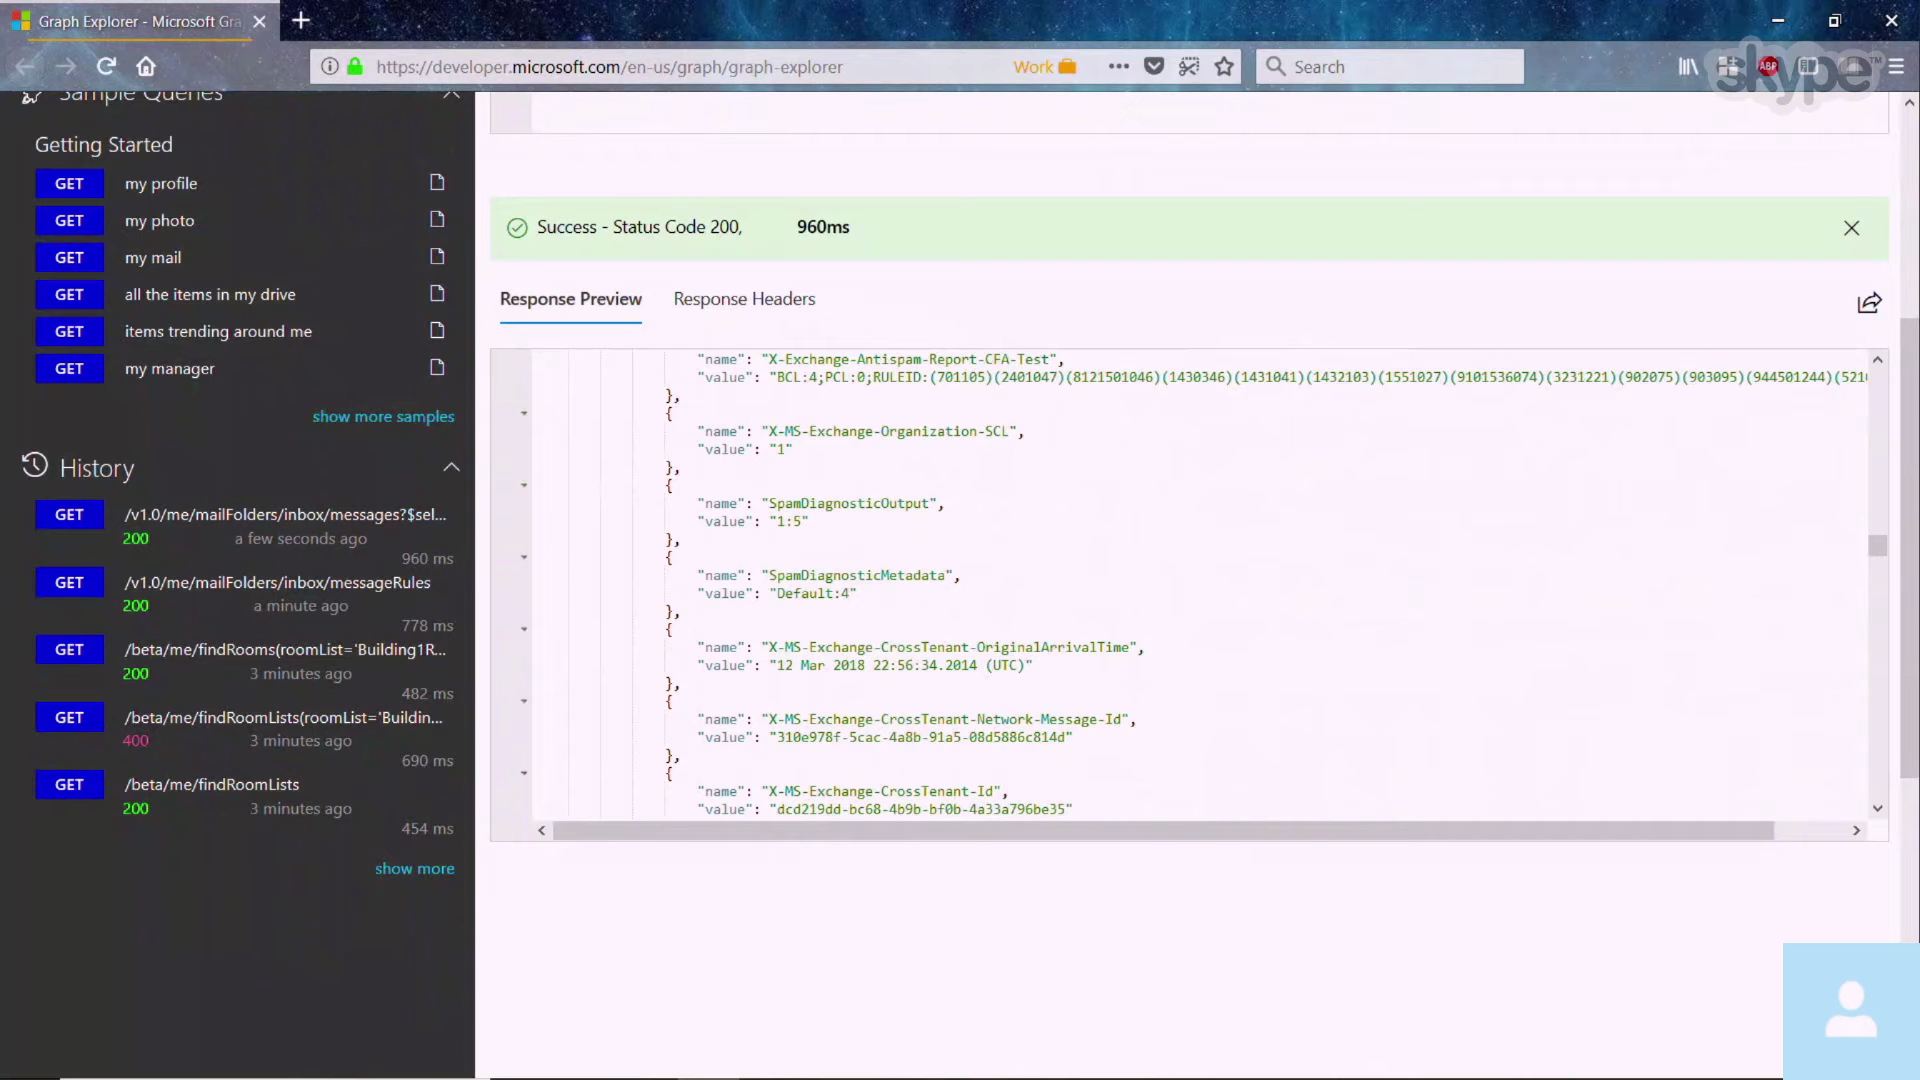 Graph Explorer - Microsoft Gra
https://developer.microsoft.com/en-us/graph/graph-explorer
Work
Search
ABP
skype™
Sample Queries
Getting Started
GET my profile
GET my photo
GET my mail
GET all the items in my drive
GET items trending around me
GET my manager
show more samples
History
GET /v1.0/me/mailFolders/inbox/messages?$sel...
200 a few seconds ago
960 ms
GET /v1.0/me/mailFolders/inbox/messageRules
200 a minute ago
778 ms
GET /beta/me/findRooms(roomList='Building1R...
200 3 minutes ago
482 ms
GET /beta/me/findRoomLists(roomList='Buildin...
400 3 minutes ago
690 ms
GET /beta/me/findRoomLists
200 3 minutes ago
454 ms
show more
Success - Status Code 200, 960ms
Response Preview Response Headers
"name": "X-Exchange-Antispam-Report-CFA-Test",
"value": "BCL:4;PCL:0;RULEID:(701105)(2401047)(8121501046)(1430346)(1431041)(1432103)(1551027)(9101536074)(3231221)(902075)(903095)(944501244)(521
},
{
"name": "X-MS-Exchange-Organization-SCL",
"value": "1"
},
{
"name": "SpamDiagnosticOutput",
"value": "1:5"
},
{
"name": "SpamDiagnosticMetadata",
"value": "Default:4"
},
{
"name": "X-MS-Exchange-CrossTenant-OriginalArrivalTime",
"value": "12 Mar 2018 22:56:34.2014 (UTC)"
},
{
"name": "X-MS-Exchange-CrossTenant-Network-Message-Id",
"value": "310e978f-5cac-4a8b-91a5-08d5886c814d"
},
{
"name": "X-MS-Exchange-CrossTenant-Id",
"value": "dcd219dd-bc68-4b9b-bf0b-4a33a796be35"